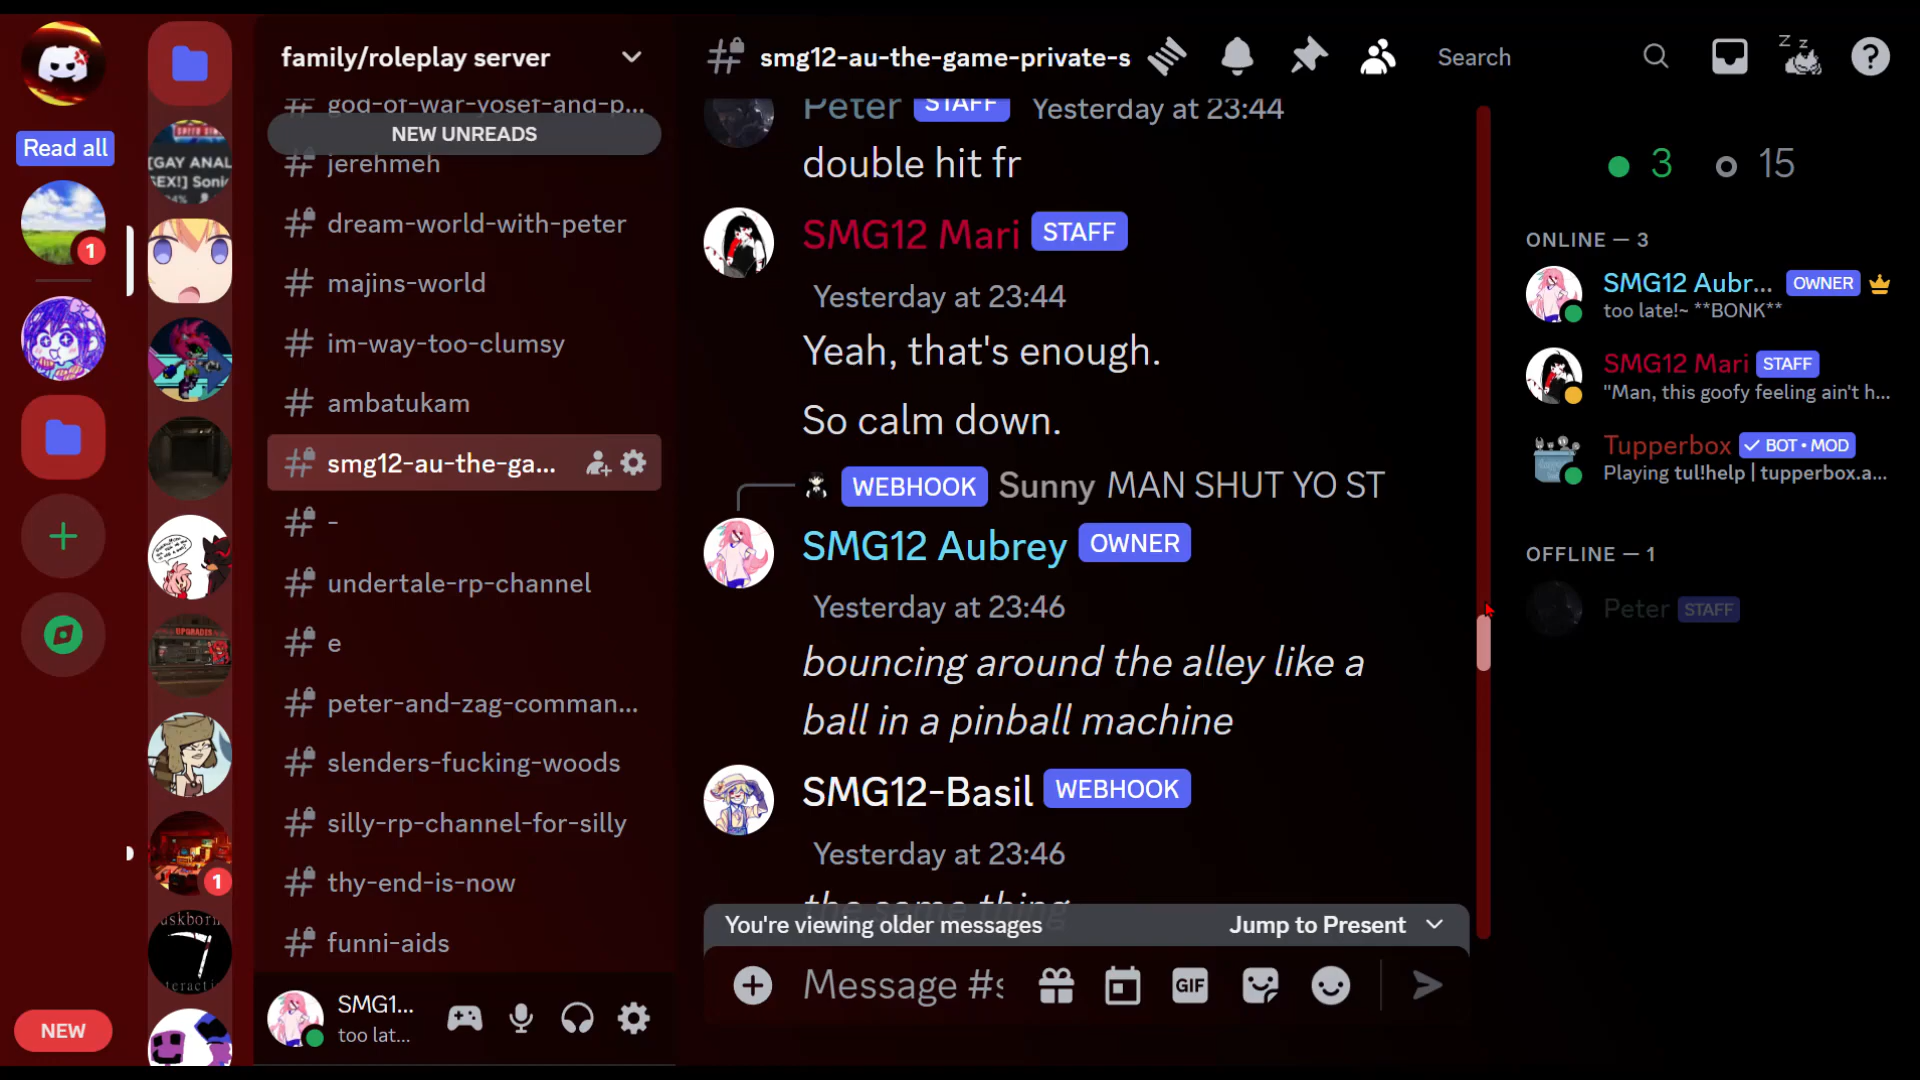 Read all
1
NEW
[GAY ANAL
SEX!] Soni
1
family/roleplay server
god-of-war-yosef-and-p...
NEW UNREADS
jerehmeh
dream-world-with-peter
majins-world
im-way-too-clumsy
ambatukam
smg12-au-the-ga...
-
undertale-rp-channel
e
peter-and-zag-comman...
slenders-fucking-woods
silly-rp-channel-for-silly
thy-end-is-now
funni-aids
SMG1...
too lat...
smg12-au-the-game-private-s
Search
Peter STAFF Yesterday at 23:44
double hit fr
SMG12 Mari STAFF
Yesterday at 23:44
Yeah, that's enough.
So calm down.
WEBHOOK Sunny MAN SHUT YO ST
SMG12 Aubrey OWNER
Yesterday at 23:46
bouncing around the alley like a
ball in a pinball machine
SMG12-Basil WEBHOOK
Yesterday at 23:46
the same thing
You're viewing older messages Jump to Present
Message #s
GIF
3 15
ONLINE — 3
SMG12 Aubr... OWNER
too late!~ **BONK**
SMG12 Mari STAFF
"Man, this goofy feeling ain't h...
Tupperbox ✓ BOT • MOD
Playing tul!help | tupperbox.a...
OFFLINE — 1
Peter STAFF